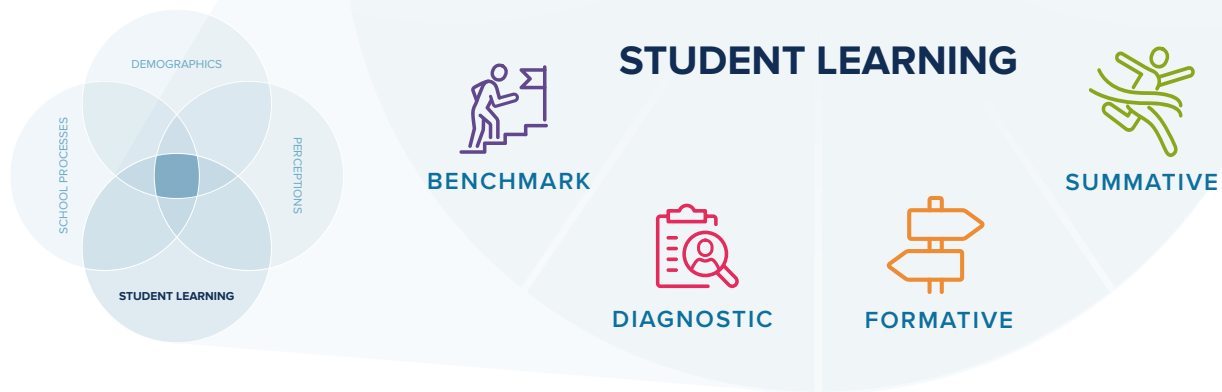 DEMOGRAPHICS
SCHOOL PROCESSES
PERCEPTIONS
STUDENT LEARNING
STUDENT LEARNING
BENCHMARK
DIAGNOSTIC
FORMATIVE
SUMMATIVE